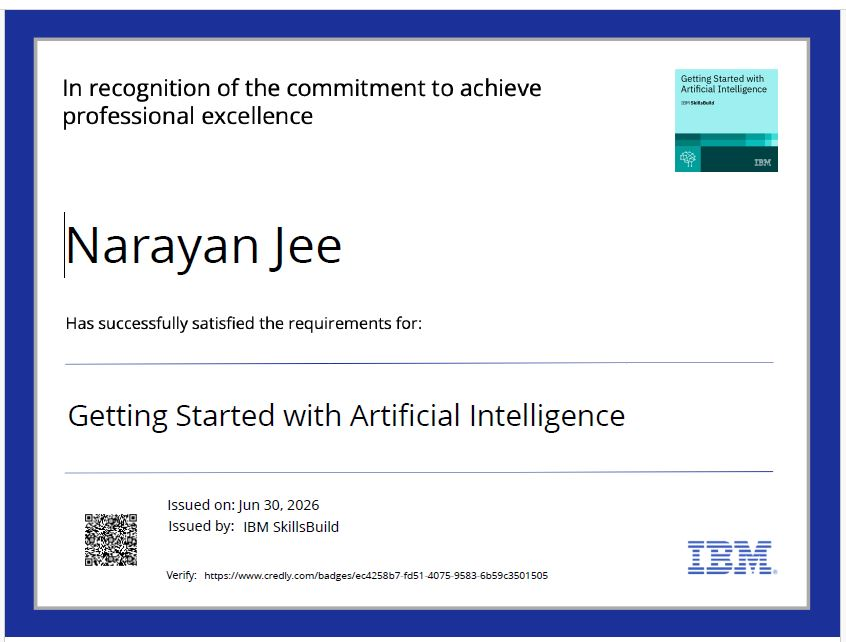 In recognition of the commitment to achieve
professional excellence
Getting Started with
Artificial Intelligence
IBM SkillsBuild
IBM
Narayan Jee
Has successfully satisfied the requirements for:
Getting Started with Artificial Intelligence
Issued on: Jun 30, 2026
Issued by: IBM SkillsBuild
IBM®
Verify: https://www.credly.com/badges/ec4258b7-fd51-4075-9583-6b59c3501505